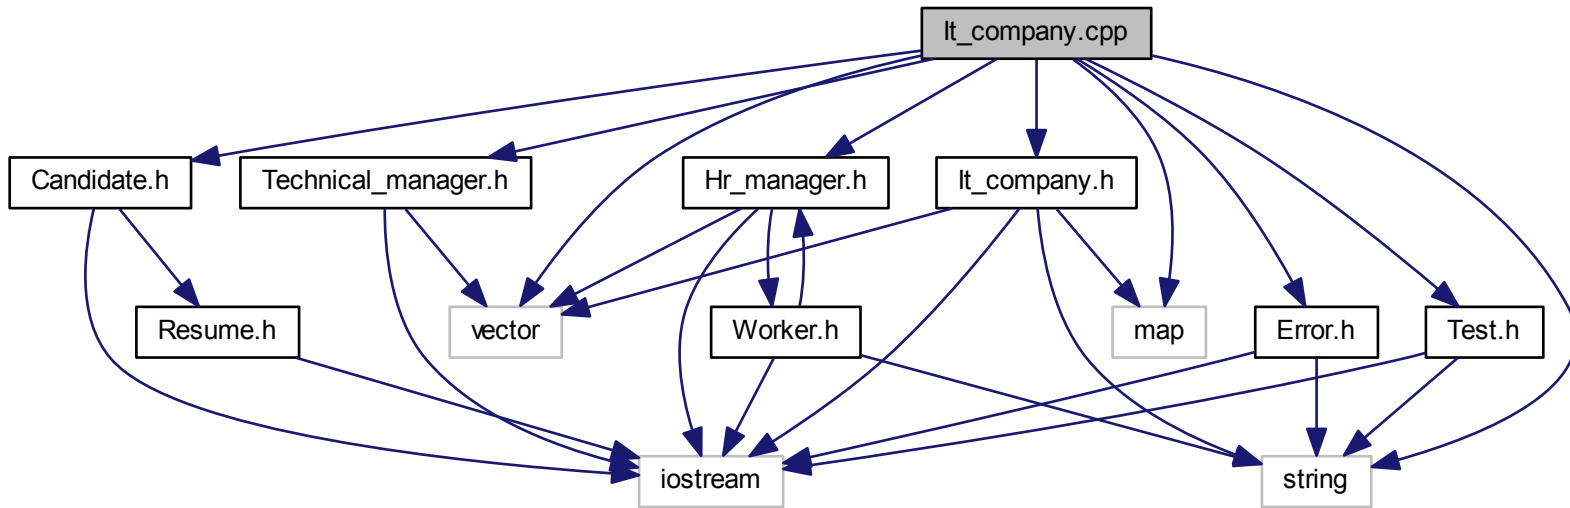 It_company.cpp
Candidate.h
Technical_manager.h
Hr_manager.h
It_company.h
Resume.h
vector
Worker.h
map
Error.h
Test.h
iostream
string